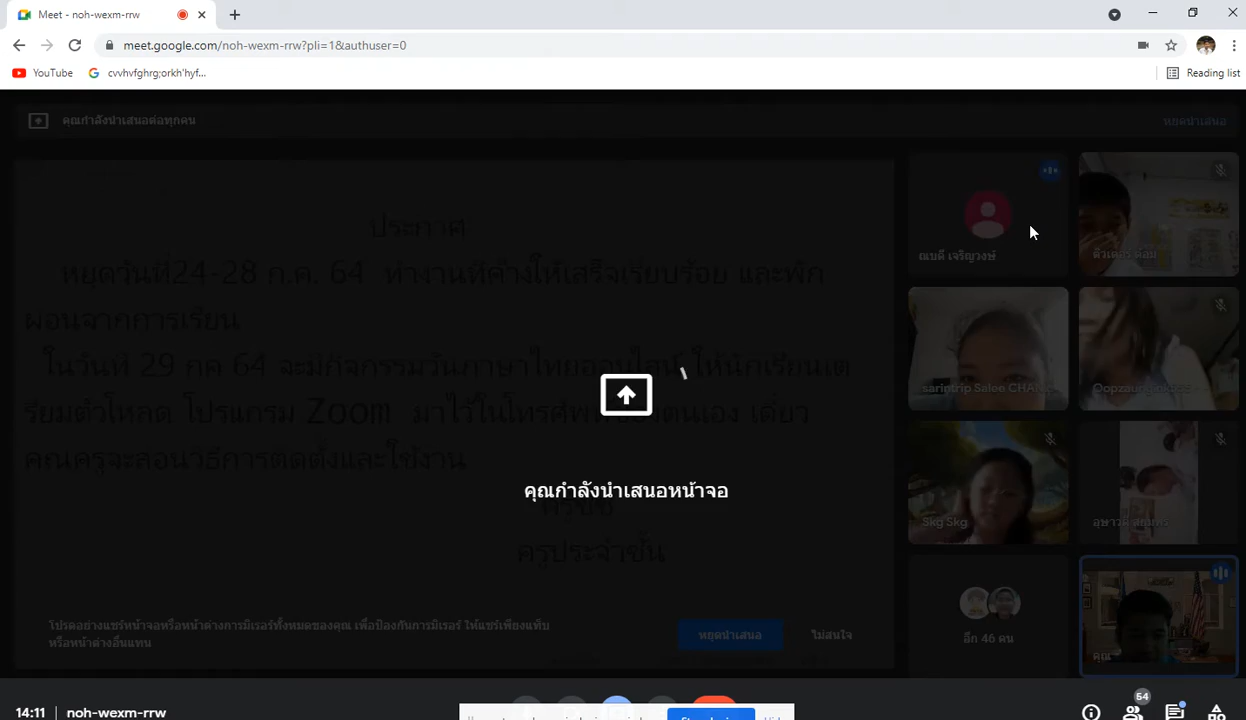 Meet - noh-wexm-rrw
meet.google.com/noh-wexm-rrw?pli=1&authuser=0
YouTube
cvvhvfghrg;orkh'hyf...
Reading list
คุณกำลังนำเสนอต่อทุกคน
หยุดนำเสนอ
ประกาศ
หยุดวันที่24-28 ก.ค. 64 ทำงานที่ค้างให้เสร็จเรียบร้อย และพัก
ผ่อนจากการเรียน
ในวันที่ 29 กค 64 จะมีกิจกรรมวันภาษาไทยออนไลน์ ให้นักเรียนเต
รียมตัวโหลด โปรแกรม Zoom มาไว้ในโทรศัพท์ของตนเอง เดี๋ยว
คุณครูจะสอนวิธีการติดตั้งและใช้งาน
ครูประจำชั้น
คุณกำลังนำเสนอหน้าจอ
โปรดอย่าแชร์หน้าจอหรือหน้าต่างการมิเรอร์ทั้งหมดของคุณ เพื่อป้องกันการมิเรอร์ ให้แชร์เพียงแท็บ
หรือหน้าต่างอื่นแทน
หยุดนำเสนอ
ไม่สนใจ
ณบดี เจริญวงษ์
sarintrip Salee CHAN
Skg Skg
อีก 46 คน
คุณ
14:11
noh-wexm-rrw
54